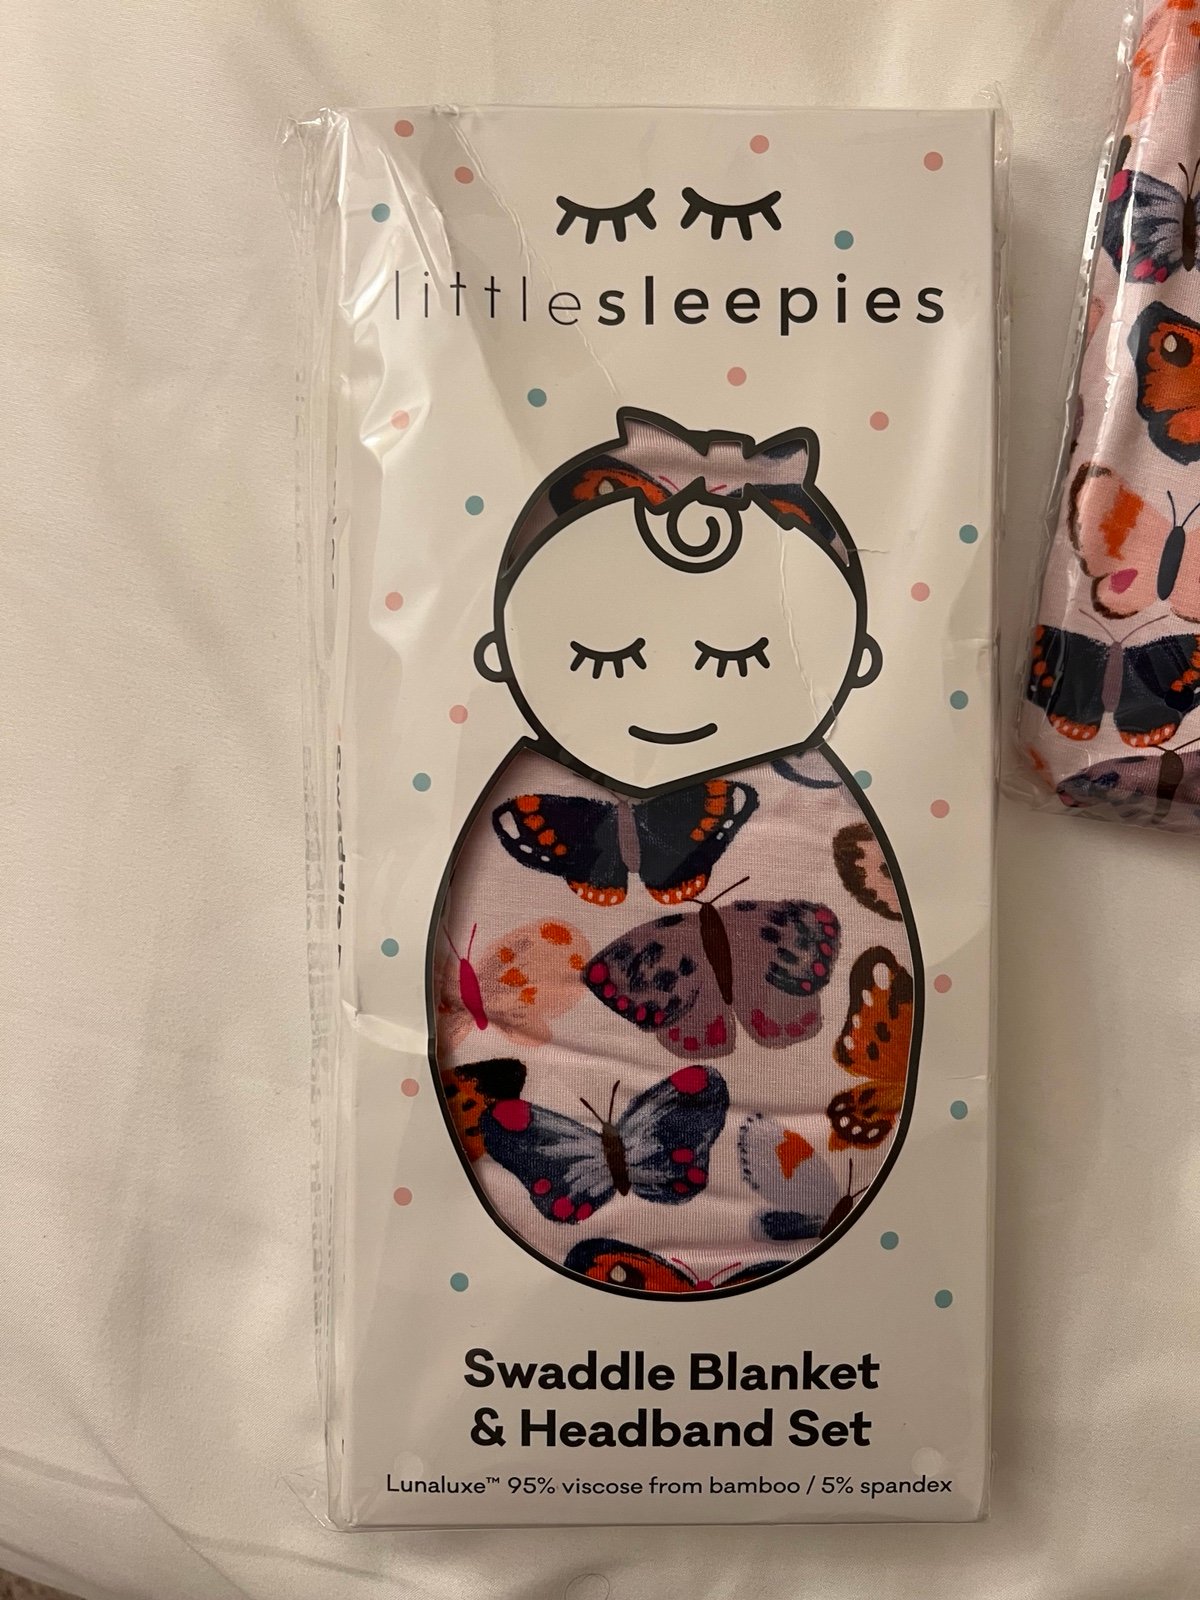 littlesleepies
Swaddle Blanket
& Headband Set
Lunaluxe™ 95% viscose from bamboo / 5% spandex